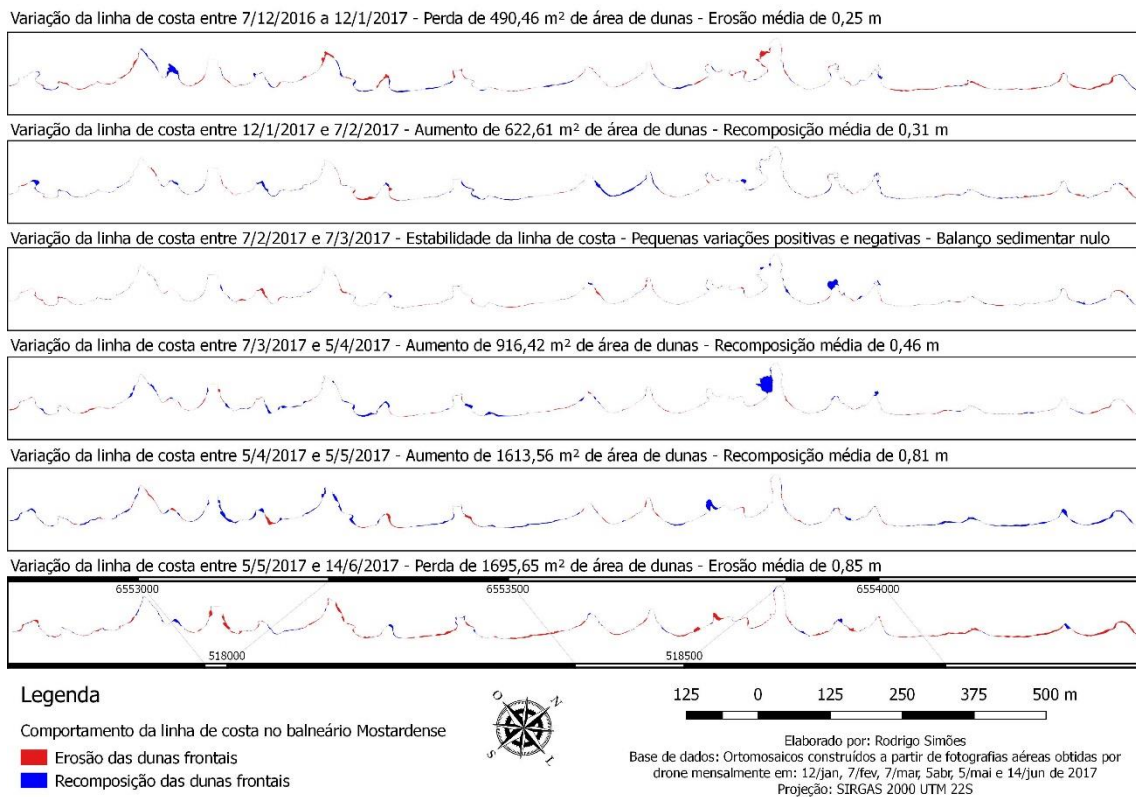 Variação da linha de costa entre 7/12/2016 a 12/1/2017 - Perda de 490,46 m² de área de dunas - Erosão média de 0,25 m
Variação da linha de costa entre 12/1/2017 e 7/2/2017 - Aumento de 622,61 m² de área de dunas - Recomposição média de 0,31 m
Variação da linha de costa entre 7/2/2017 e 7/3/2017 - Estabilidade da linha de costa - Pequenas variações positivas e negativas - Balanço sedimentar nulo
Variação da linha de costa entre 7/3/2017 e 5/4/2017 - Aumento de 916,42 m² de área de dunas - Recomposição média de 0,46 m
Variação da linha de costa entre 5/4/2017 e 5/5/2017 - Aumento de 1613,56 m² de área de dunas - Recomposição média de 0,81 m
Variação da linha de costa entre 5/5/2017 e 14/6/2017 - Perda de 1695,65 m² de área de dunas - Erosão média de 0,85 m
6553000 6553500 6554000
518000 518500
Legenda
Comportamento da linha de costa no balneário Mostardense
Erosão das dunas frontais
Recomposição das dunas frontais
O N
S L
125 0 125 250 375 500 m
Elaborado por: Rodrigo Simões
Base de dados: Ortomosaicos construídos a partir de fotografias aéreas obtidas por
drone mensalmente em: 12/jan, 7/fev, 7/mar, 5abr, 5/mai e 14/jun de 2017
Projeção: SIRGAS 2000 UTM 22S